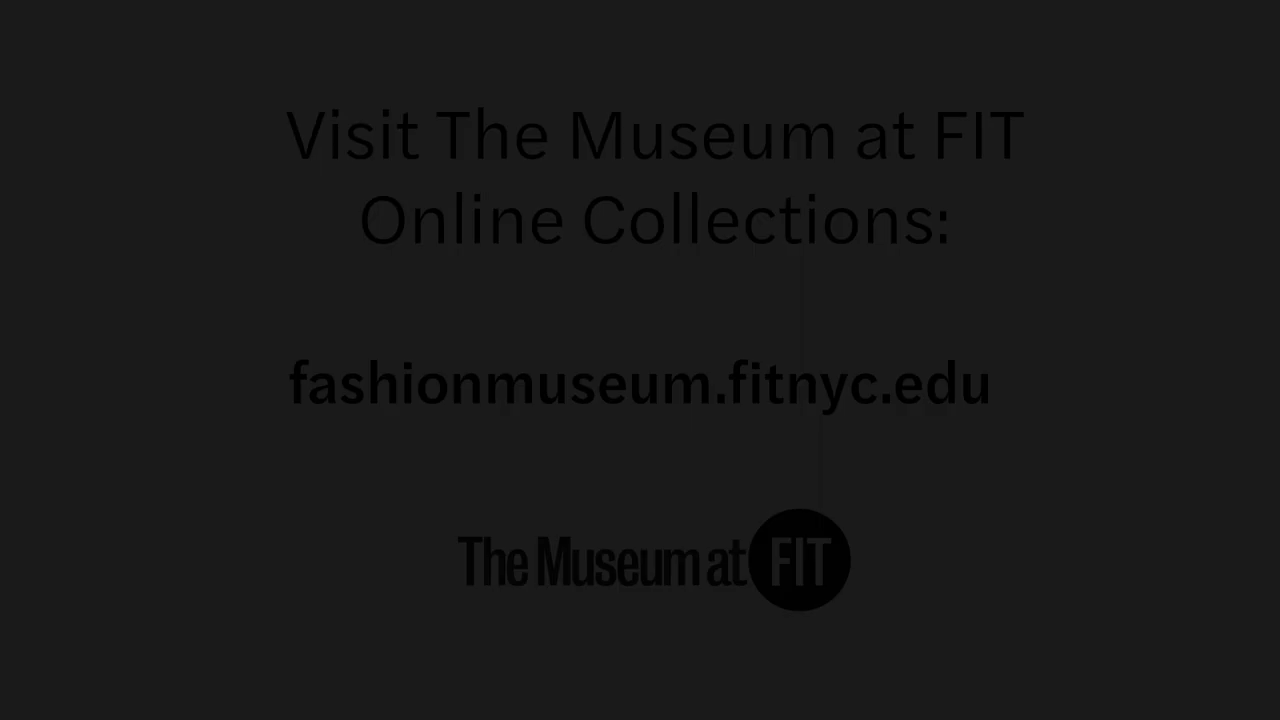 Visit The Museum at FIT
Online Collections:
fashionmuseum.fitnyc.edu
The Museum at FIT